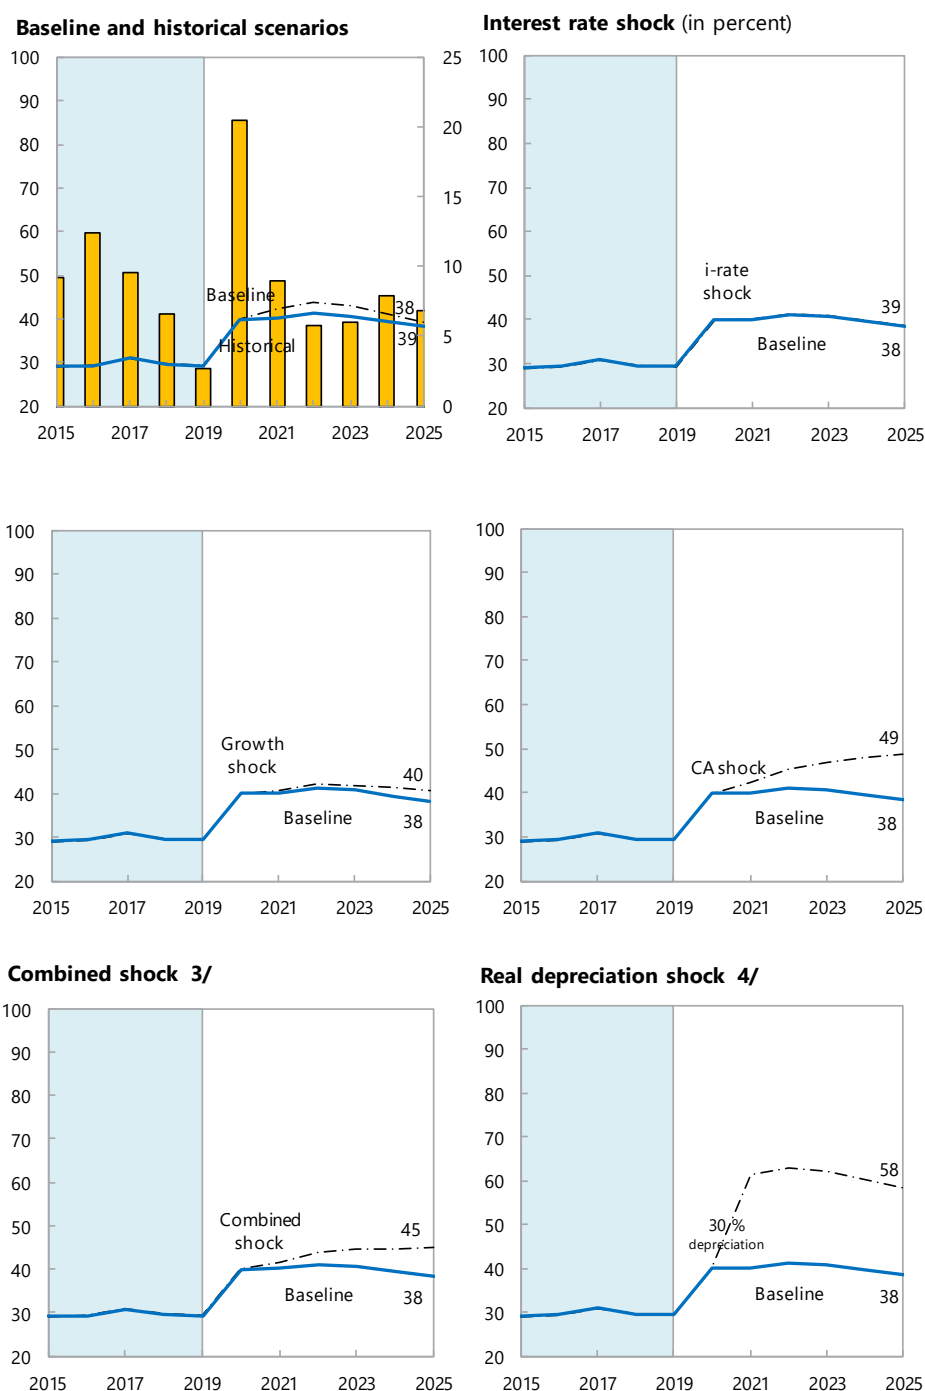 Baseline and historical scenarios
100
90
80
70
60
50
40
30
20
25
20
15
10
5
0
Baseline
Historical
38
39
2015 2017 2019 2021 2023 2025
Interest rate shock (in percent)
100
90
80
70
60
50
40
30
20
i-rate
shock
Baseline
39
38
2015 2017 2019 2021 2023 2025
100
90
80
70
60
50
40
30
20
Growth
shock
Baseline
40
38
2015 2017 2019 2021 2023 2025
100
90
80
70
60
50
40
30
20
CA shock
Baseline
49
38
2015 2017 2019 2021 2023 2025
Combined shock 3/
100
90
80
70
60
50
40
30
20
Combined
shock
Baseline
45
38
2015 2017 2019 2021 2023 2025
Real depreciation shock 4/
100
90
80
70
60
50
40
30
20
30 %
depreciation
Baseline
58
38
2015 2017 2019 2021 2023 2025